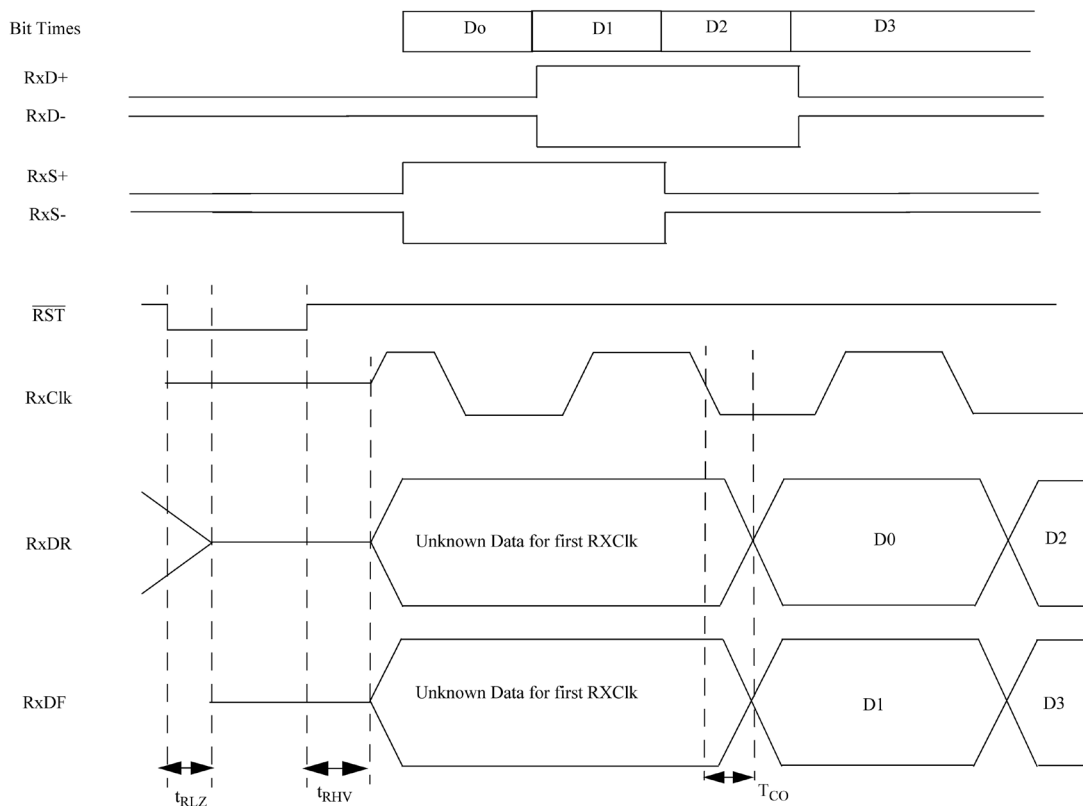 Bit Times Do D1 D2 D3
RxD+
RxD-
RxS+
RxS-
RST
RxClk
RxDR Unknown Data for first RXClk D0 D2
RxDF Unknown Data for first RXClk D1 D3
tRLZ tRHV TCO